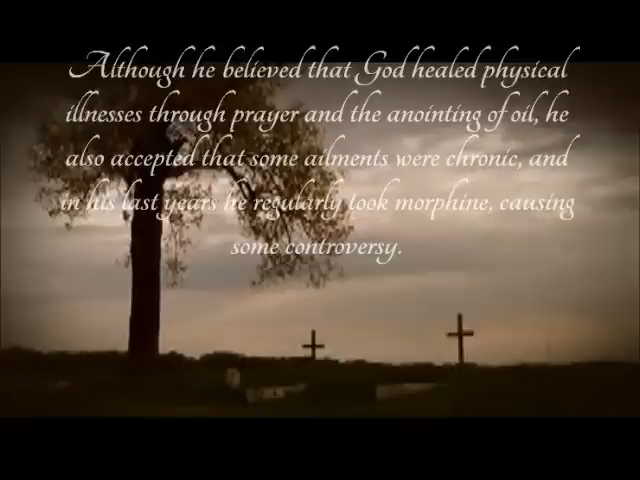 Although he believed that God healed physical
illnesses through prayer and the anointing of oil, he
also accepted that some ailments were chronic, and
in his last years he regularly took morphine, causing
some controversy.